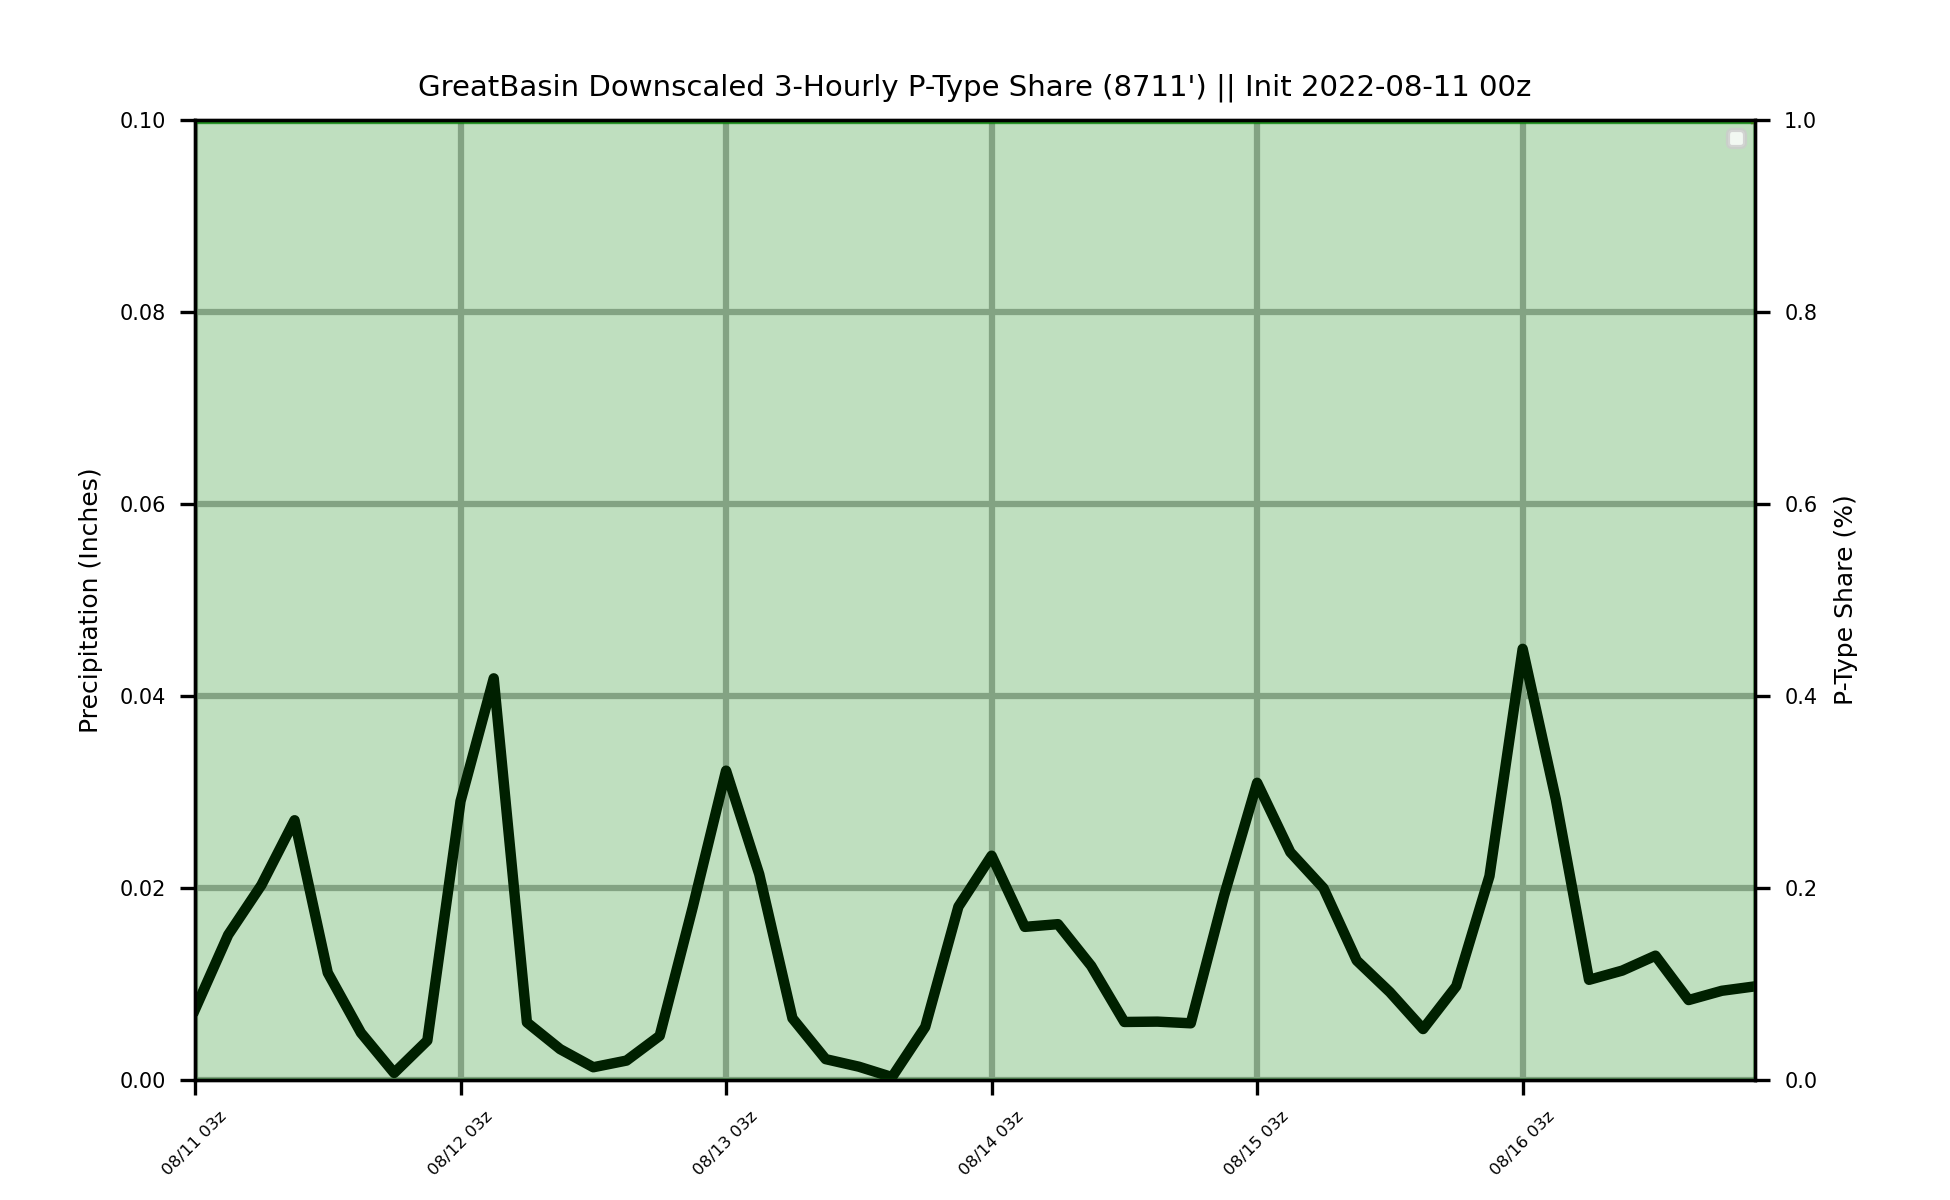 GreatBasin Downscaled 3-Hourly P-Type Share (8711') || Init 2022-08-11 00z
Precipitation (Inches)
0.10
0.08
0.06
0.04
0.02
0.00
1.0
0.8
0.6
0.4
0.2
0.0
P-Type Share (%)
08/11 03z
08/12 03z
08/13 03z
08/14 03z
08/15 03z
08/16 03z